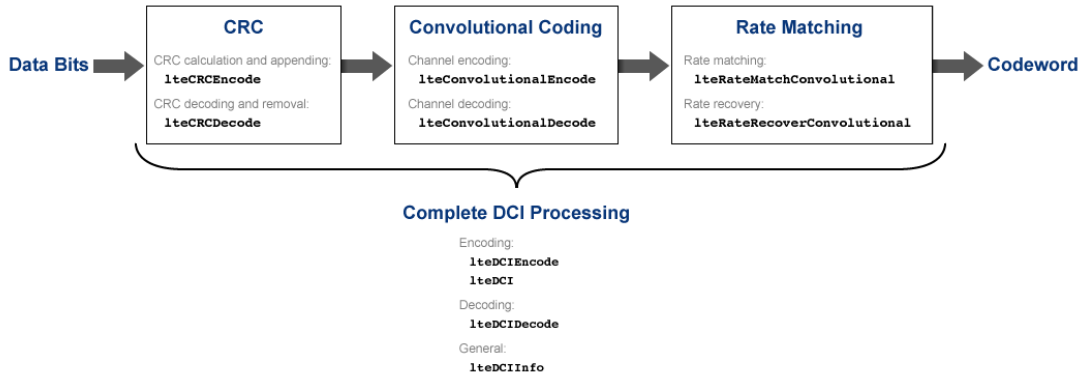 Data Bits
CRC
CRC calculation and appending:
lteCRCEncode
CRC decoding and removal:
lteCRCDecode
Convolutional Coding
Channel encoding:
lteConvolutionalEncode
Channel decoding:
lteConvolutionalDecode
Rate Matching
Rate matching:
lteRateMatchConvolutional
Rate recovery:
lteRateRecoverConvolutional
Codeword
Complete DCI Processing
Encoding:
lteDCIEncode
lteDCI
Decoding:
lteDCIDecode
General:
lteDCIInfo